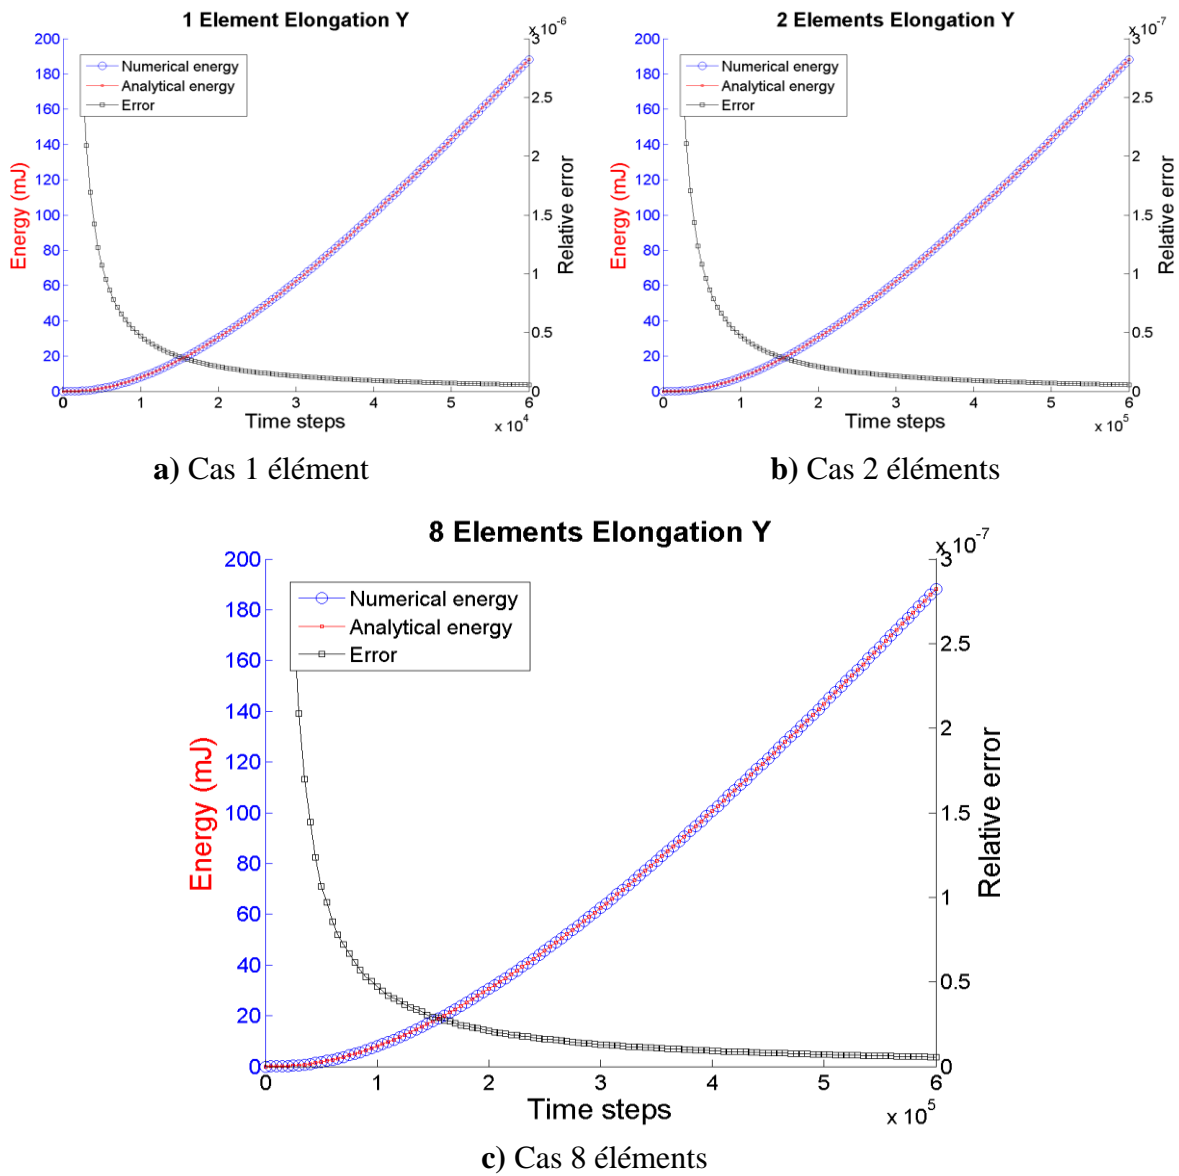 1 Element Elongation Y
x 10^-6
200
180
160
140
120
100
80
60
40
20
0
Energy (mJ)
Numerical energy
Analytical energy
Error
3
2.5
2
1.5
1
0.5
0
Relative error
0 1 2 3 4 5 6
Time steps
x 10^4
a) Cas 1 élément
2 Elements Elongation Y
x 10^-7
200
180
160
140
120
100
80
60
40
20
0
Energy (mJ)
Numerical energy
Analytical energy
Error
3
2.5
2
1.5
1
0.5
0
Relative error
0 1 2 3 4 5 6
Time steps
x 10^5
b) Cas 2 éléments
8 Elements Elongation Y
x 10^-7
200
180
160
140
120
100
80
60
40
20
0
Energy (mJ)
Numerical energy
Analytical energy
Error
3
2.5
2
1.5
1
0.5
0
Relative error
0 1 2 3 4 5 6
Time steps
x 10^5
c) Cas 8 éléments